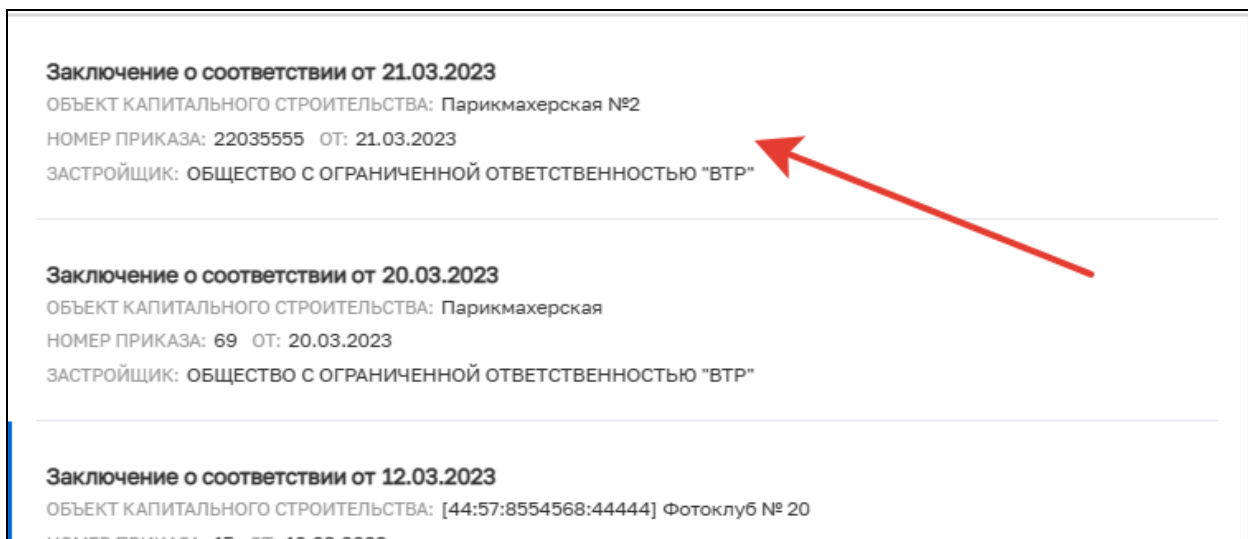 Заключение о соответствии от 21.03.2023
ОБЪЕКТ КАПИТАЛЬНОГО СТРОИТЕЛЬСТВА: Парикмахерская №2
НОМЕР ПРИКАЗА: 22035555 ОТ: 21.03.2023
ЗАСТРОЙЩИК: ОБЩЕСТВО С ОГРАНИЧЕННОЙ ОТВЕТСТВЕННОСТЬЮ "ВТР"
Заключение о соответствии от 20.03.2023
ОБЪЕКТ КАПИТАЛЬНОГО СТРОИТЕЛЬСТВА: Парикмахерская
НОМЕР ПРИКАЗА: 69 ОТ: 20.03.2023
ЗАСТРОЙЩИК: ОБЩЕСТВО С ОГРАНИЧЕННОЙ ОТВЕТСТВЕННОСТЬЮ "ВТР"
Заключение о соответствии от 12.03.2023
ОБЪЕКТ КАПИТАЛЬНОГО СТРОИТЕЛЬСТВА: [44:57:8554568:44444] Фотоклуб № 20